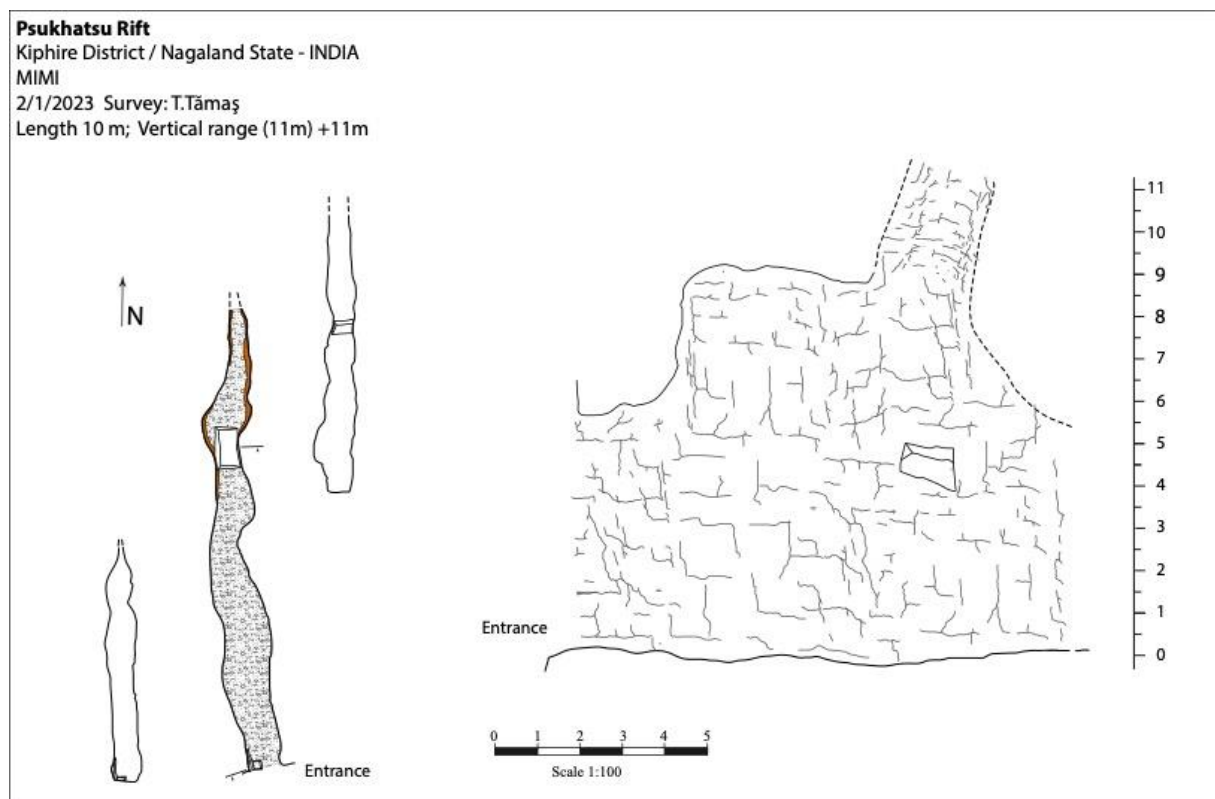 Psukhatsu Rift
Kiphire District / Nagaland State - INDIA
MIMI
2/1/2023 Survey: T.Tămaş
Length 10 m; Vertical range (11m) +11m
N
Entrance
Entrance
11
10
9
8
7
6
5
4
3
2
1
0
0 1 2 3 4 5
Scale 1:100